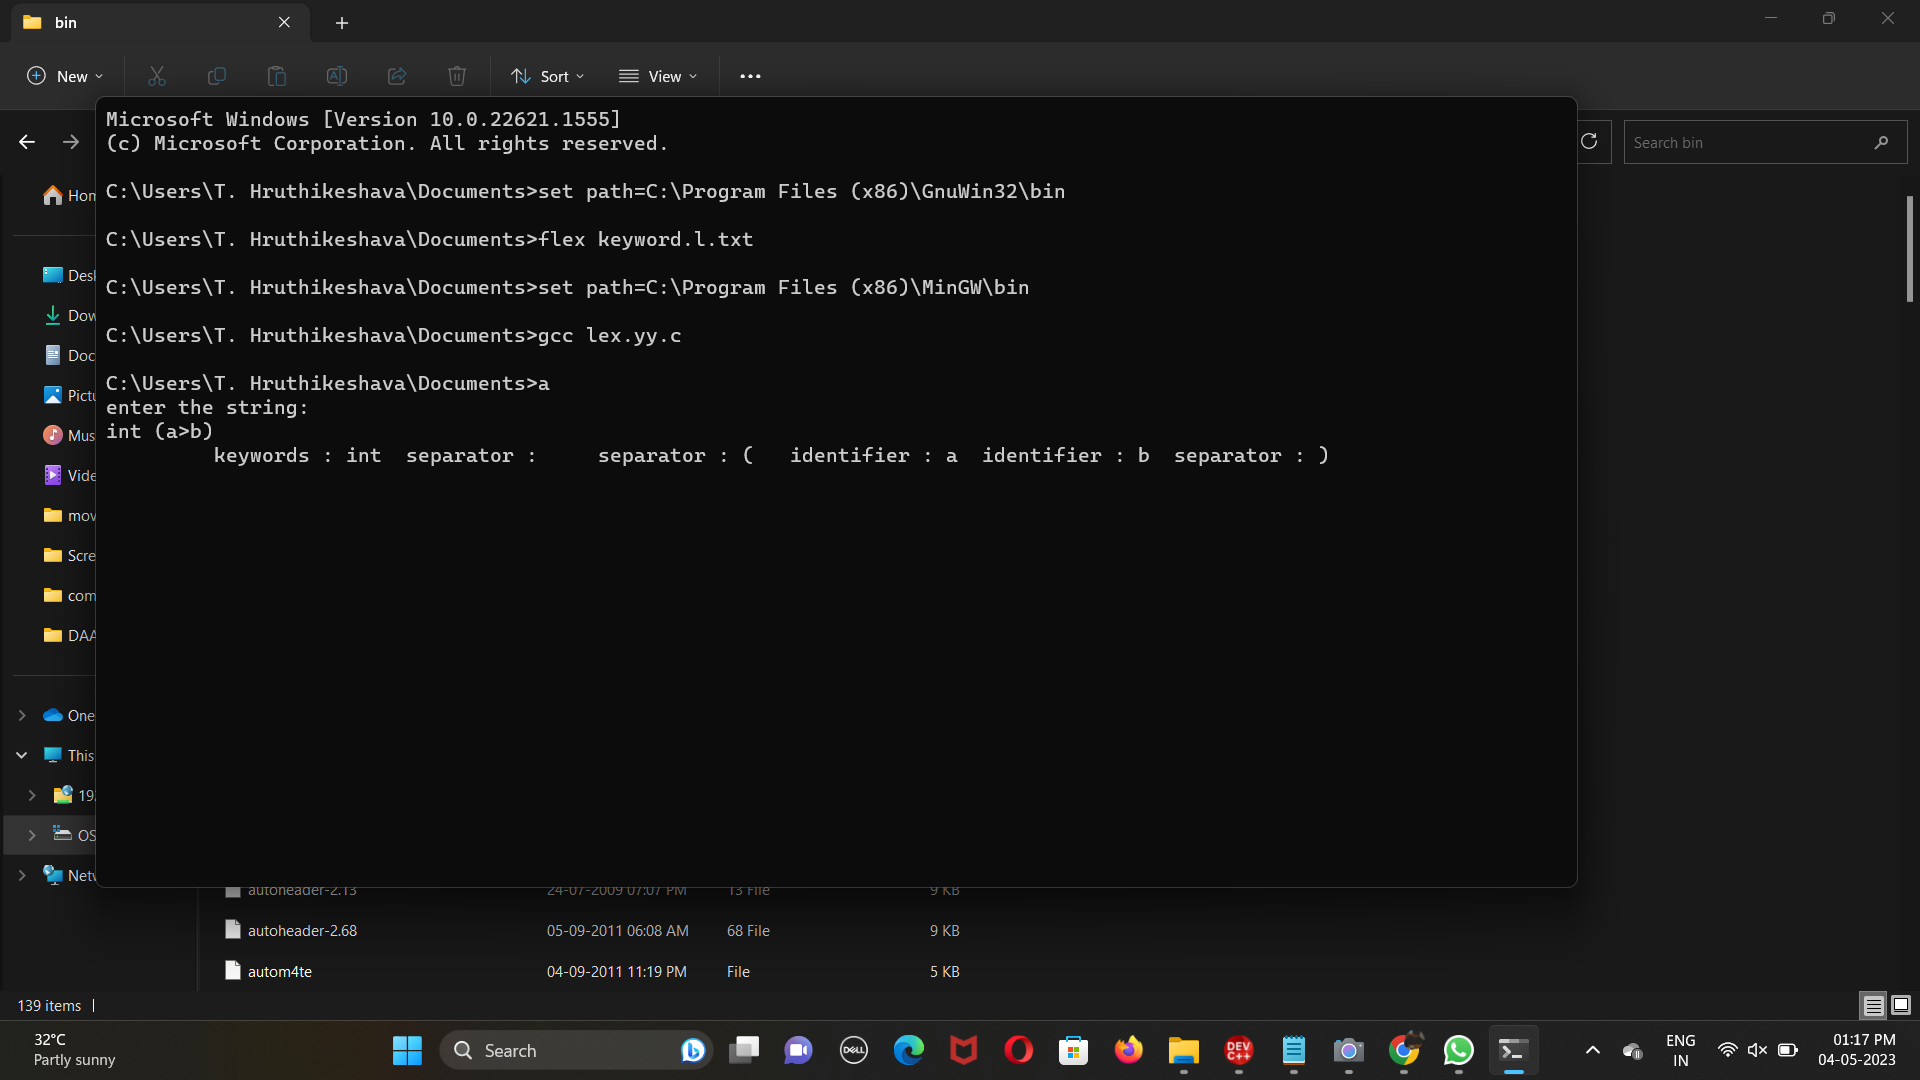 bin
New
Sort
View
Search bin
Microsoft Windows [Version 10.0.22621.1555]
(c) Microsoft Corporation. All rights reserved.
C:\Users\T. Hruthikeshava\Documents>set path=C:\Program Files (x86)\GnuWin32\bin
C:\Users\T. Hruthikeshava\Documents>flex keyword.l.txt
C:\Users\T. Hruthikeshava\Documents>set path=C:\Program Files (x86)\MinGW\bin
C:\Users\T. Hruthikeshava\Documents>gcc lex.yy.c
C:\Users\T. Hruthikeshava\Documents>a
enter the string:
int (a>b)
keywords : int  separator :     separator : (   identifier : a  identifier : b  separator : )
Hom
Desk
Dow
Doc
Pictu
Mus
Vide
mov
Scre
com
DAA
One
This
19
OS
Netw
autoheader-2.13 24-07-2009 07:07 PM 13 File 9 KB
autoheader-2.68 05-09-2011 06:08 AM 68 File 9 KB
autom4te 04-09-2011 11:19 PM File 5 KB
139 items
32°C
Partly sunny
Search
DELL
DEV
C++
ENG
IN
01:17 PM
04-05-2023